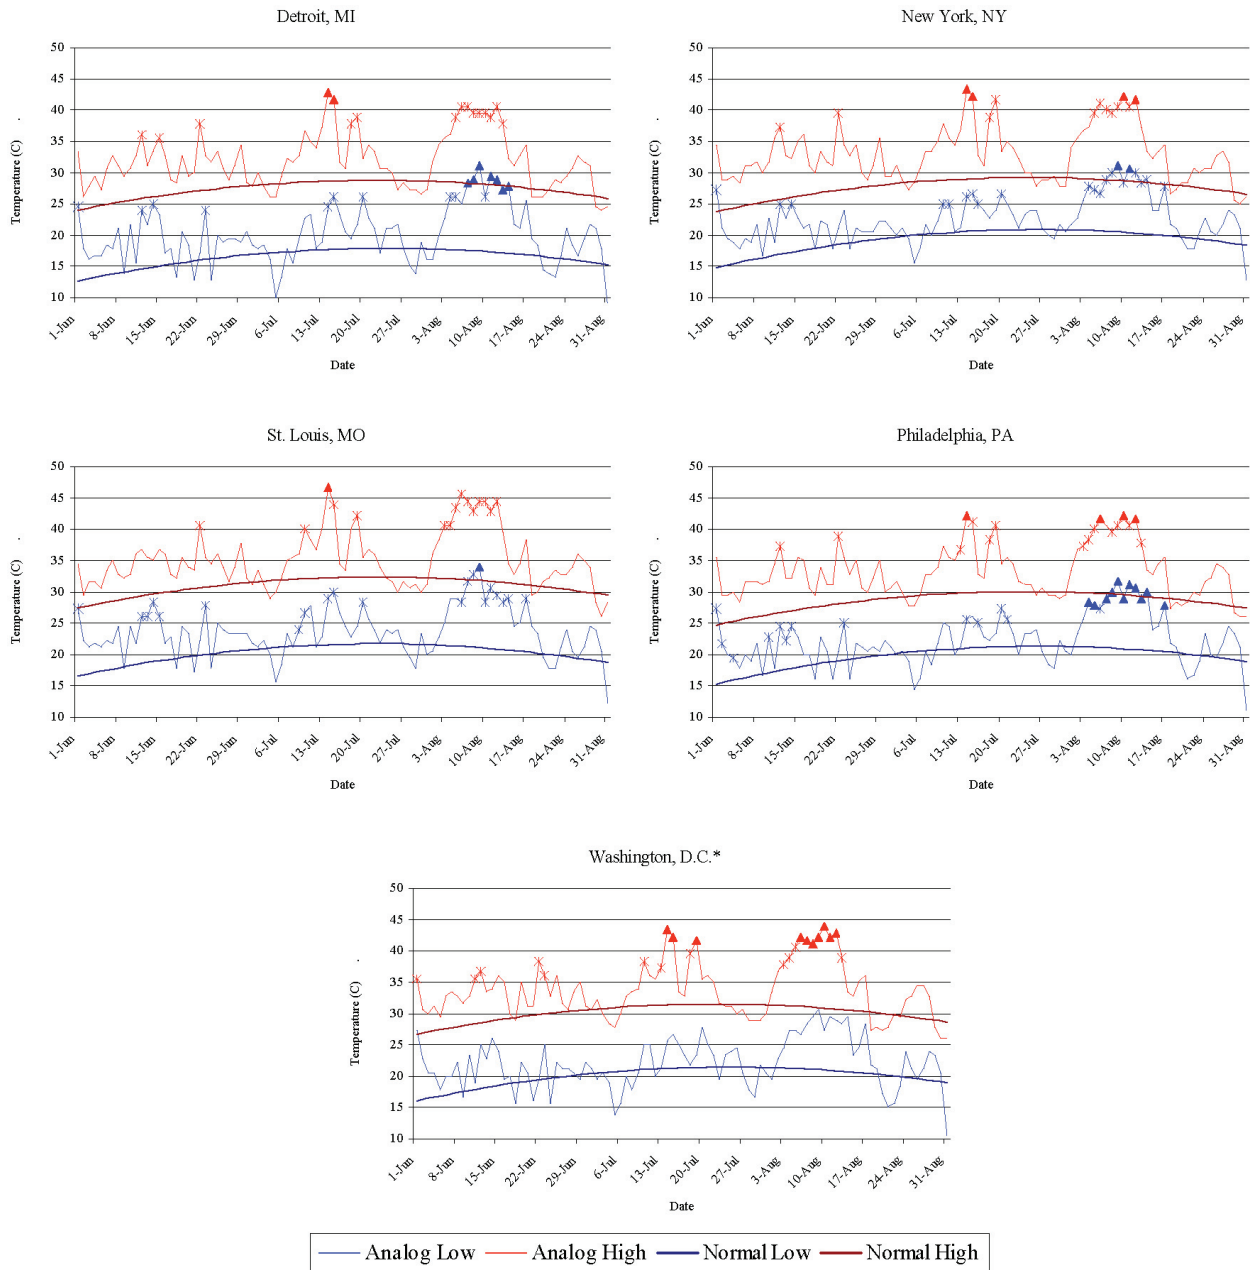 Detroit, MI
50
45
40
35
30
25
20
15
10
Temperature (C)
1-Jun
8-Jun
15-Jun
22-Jun
29-Jun
6-Jul
13-Jul
20-Jul
27-Jul
3-Aug
10-Aug
17-Aug
24-Aug
31-Aug
Date
New York, NY
50
45
40
35
30
25
20
15
10
Temperature (C)
1-Jun
8-Jun
15-Jun
22-Jun
29-Jun
6-Jul
13-Jul
20-Jul
27-Jul
3-Aug
10-Aug
17-Aug
24-Aug
31-Aug
Date
St. Louis, MO
50
45
40
35
30
25
20
15
10
Temperature (C)
1-Jun
8-Jun
15-Jun
22-Jun
29-Jun
6-Jul
13-Jul
20-Jul
27-Jul
3-Aug
10-Aug
17-Aug
24-Aug
31-Aug
Date
Philadelphia, PA
50
45
40
35
30
25
20
15
10
Temperature (C)
1-Jun
8-Jun
15-Jun
22-Jun
29-Jun
6-Jul
13-Jul
20-Jul
27-Jul
3-Aug
10-Aug
17-Aug
24-Aug
31-Aug
Date
Washington, D.C.*
50
45
40
35
30
25
20
15
10
Temperature (C)
1-Jun
8-Jun
15-Jun
22-Jun
29-Jun
6-Jul
13-Jul
20-Jul
27-Jul
3-Aug
10-Aug
17-Aug
24-Aug
31-Aug
Date
Analog Low Analog High Normal Low Normal High